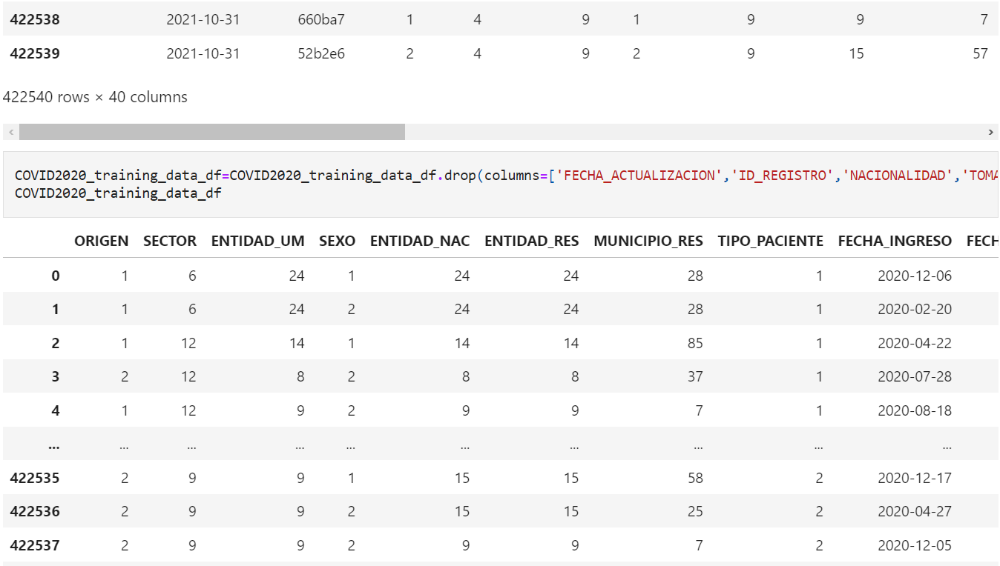 422538 2021-10-31 660ba7 1 4 9 1 9 9 7
422539 2021-10-31 52b2e6 2 4 9 2 9 15 57
422540 rows × 40 columns
COVID2020_training_data_df=COVID2020_training_data_df.drop(columns=['FECHA_ACTUALIZACION','ID_REGISTRO','NACIONALIDAD','TOMA
COVID2020_training_data_df
ORIGEN SECTOR ENTIDAD_UM SEXO ENTIDAD_NAC ENTIDAD_RES MUNICIPIO_RES TIPO_PACIENTE FECHA_INGRESO FECH
0 1 6 24 1 24 24 28 1 2020-12-06
1 1 6 24 2 24 24 28 1 2020-02-20
2 1 12 14 1 14 14 85 1 2020-04-22
3 2 12 8 2 8 8 37 1 2020-07-28
4 1 12 9 2 9 9 7 1 2020-08-18
... ... ... ... ... ... ... ... ... ...
422535 2 9 9 1 15 15 58 2 2020-12-17
422536 2 9 9 2 15 15 25 2 2020-04-27
422537 2 9 9 2 9 9 7 2 2020-12-05